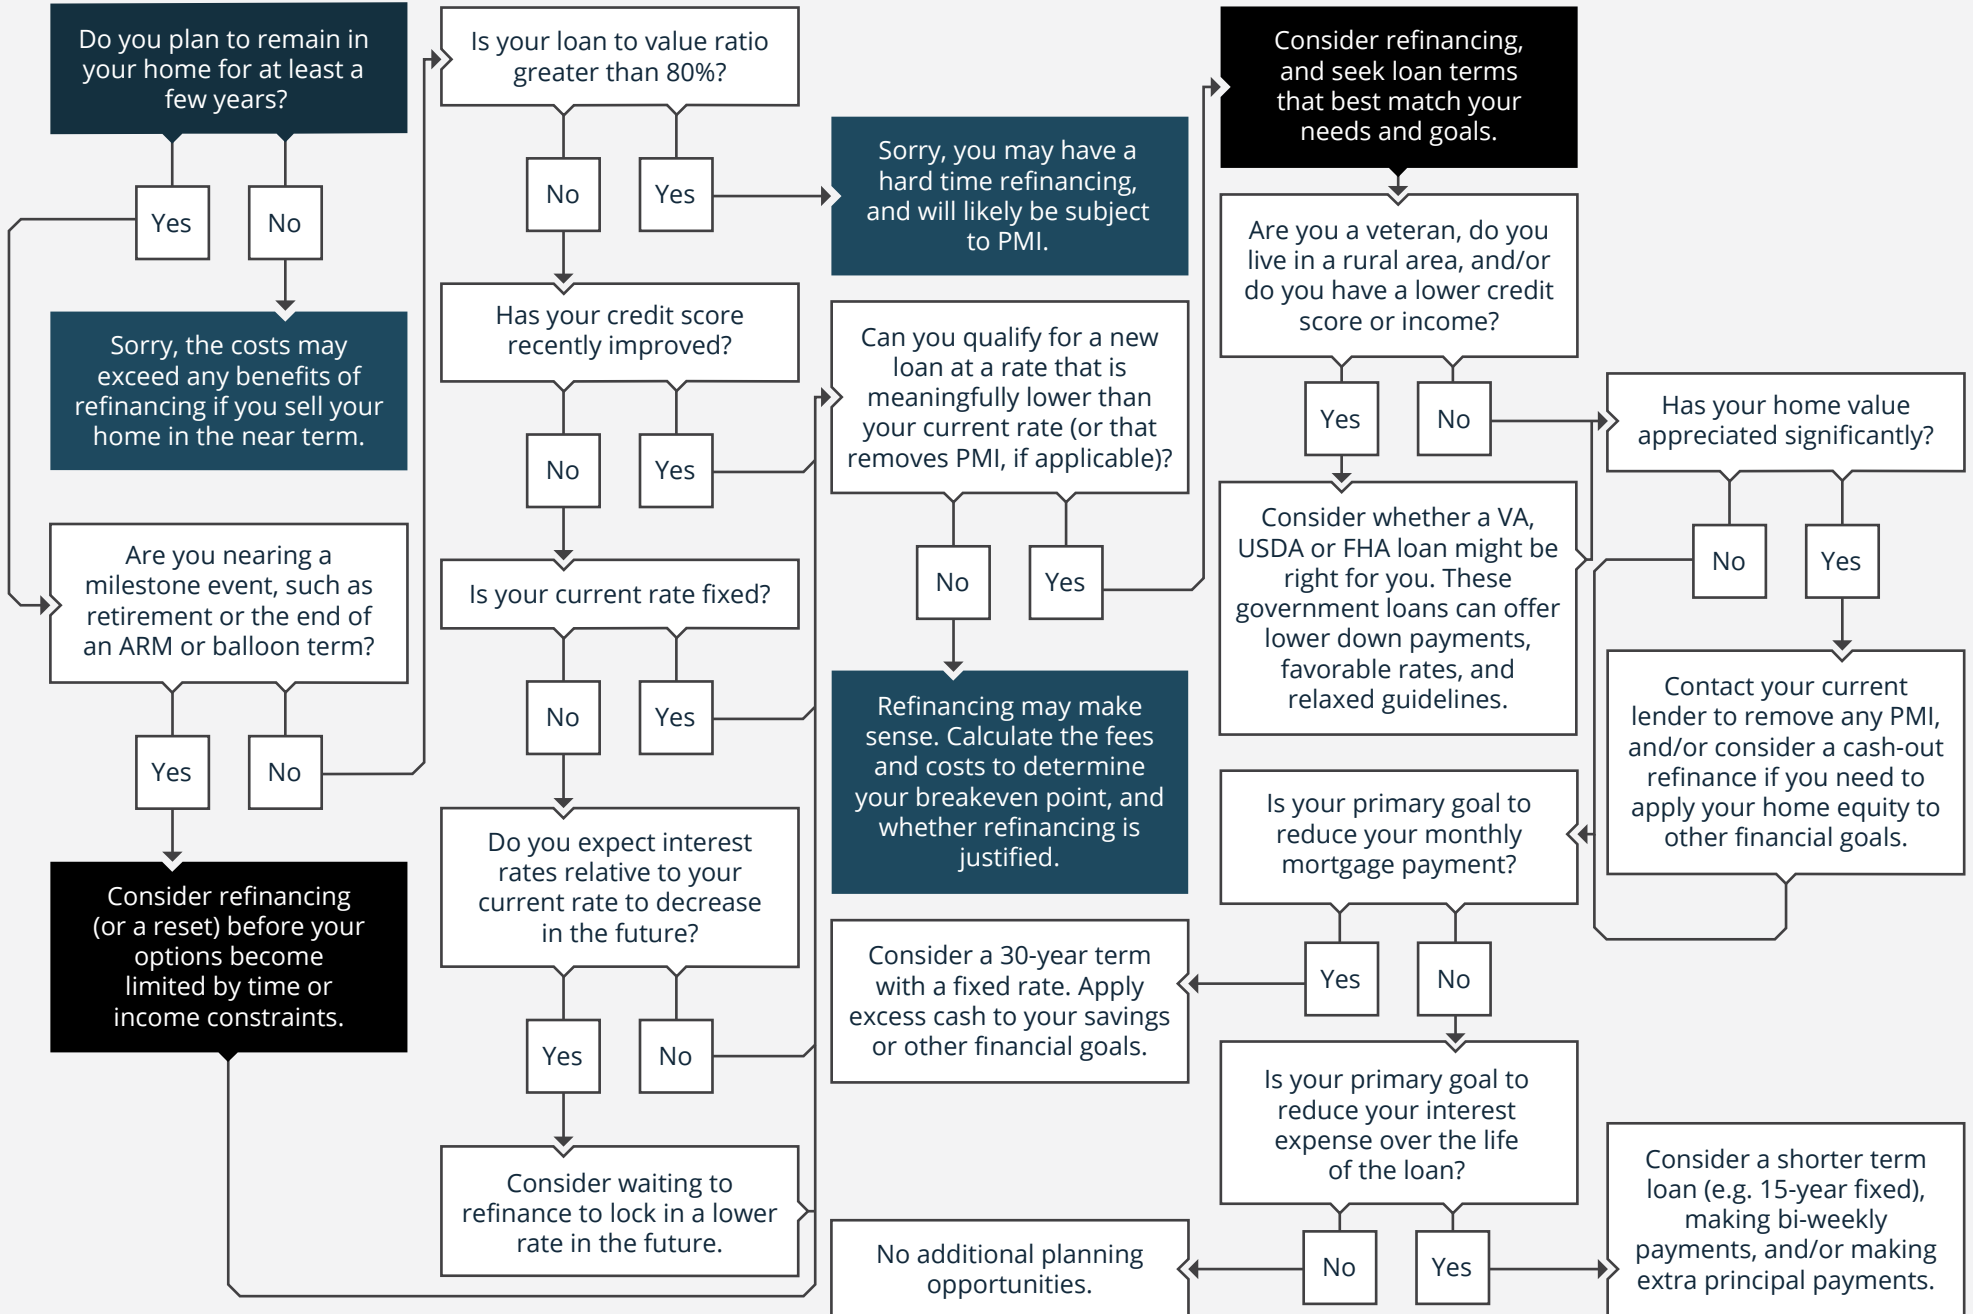 Do you plan to remain in
your home for at least a
few years?
Yes
No
Sorry, the costs may
exceed any benefits of
refinancing if you sell your
home in the near term.
Are you nearing a
milestone event, such as
retirement or the end of
an ARM or balloon term?
Yes
No
Consider refinancing
(or a reset) before your
options become
limited by time or
income constraints.
Is your loan to value ratio
greater than 80%?
No
Yes
Sorry, you may have a
hard time refinancing,
and will likely be subject
to PMI.
Has your credit score
recently improved?
No
Yes
Is your current rate fixed?
No
Yes
Do you expect interest
rates relative to your
current rate to decrease
in the future?
Yes
No
Consider waiting to
refinance to lock in a lower
rate in the future.
Can you qualify for a new
loan at a rate that is
meaningfully lower than
your current rate (or that
removes PMI, if applicable)?
No
Yes
Refinancing may make
sense. Calculate the fees
and costs to determine
your breakeven point, and
whether refinancing is
justified.
Consider refinancing,
and seek loan terms
that best match your
needs and goals.
Are you a veteran, do you
live in a rural area, and/or
do you have a lower credit
score or income?
Yes
No
Consider whether a VA,
USDA or FHA loan might be
right for you. These
government loans can offer
lower down payments,
favorable rates, and
relaxed guidelines.
Has your home value
appreciated significantly?
No
Yes
Contact your current
lender to remove any PMI,
and/or consider a cash-out
refinance if you need to
apply your home equity to
other financial goals.
Is your primary goal to
reduce your monthly
mortgage payment?
Yes
No
Consider a 30-year term
with a fixed rate. Apply
excess cash to your savings
or other financial goals.
Is your primary goal to
reduce your interest
expense over the life
of the loan?
No
Yes
No additional planning
opportunities.
Consider a shorter term
loan (e.g. 15-year fixed),
making bi-weekly
payments, and/or making
extra principal payments.